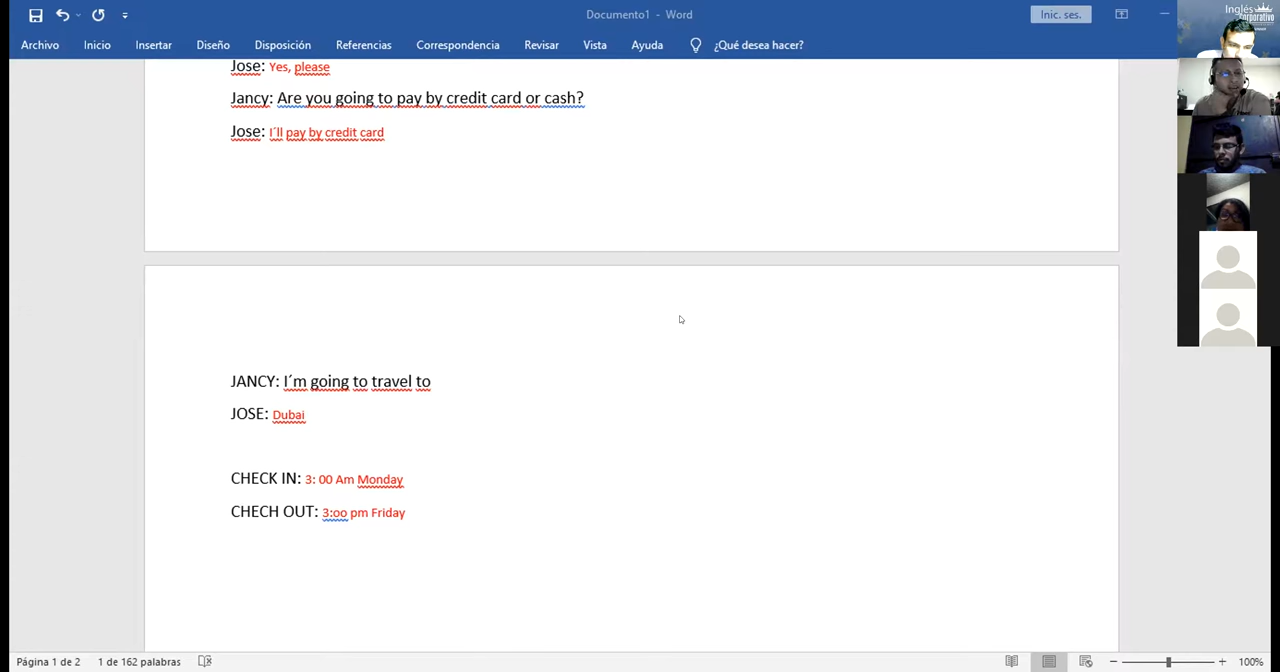 Documento1 - Word
Inic. ses.
Inglés
Corporativo
Archivo Inicio Insertar Diseño Disposición Referencias Correspondencia Revisar Vista Ayuda ¿Qué desea hacer?
Jose: Yes, please
Jancy: Are you going to pay by credit card or cash?
Jose: I´ll pay by credit card
JANCY: I´m going to travel to
JOSE: Dubai
CHECK IN: 3: 00 Am Monday
CHECH OUT: 3:oo pm Friday
Página 1 de 2 1 de 162 palabras 100%